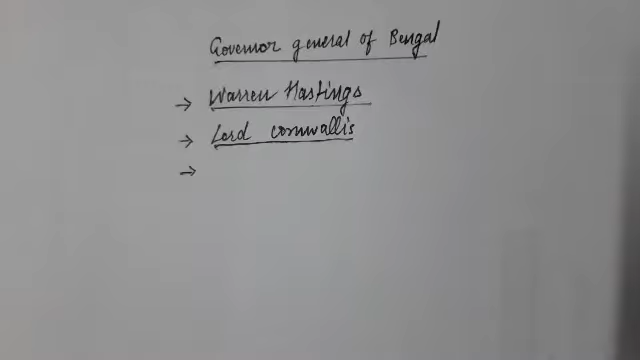 Governor general of Bengal
→ Warren Hastings
→ Lord cornwallis
→